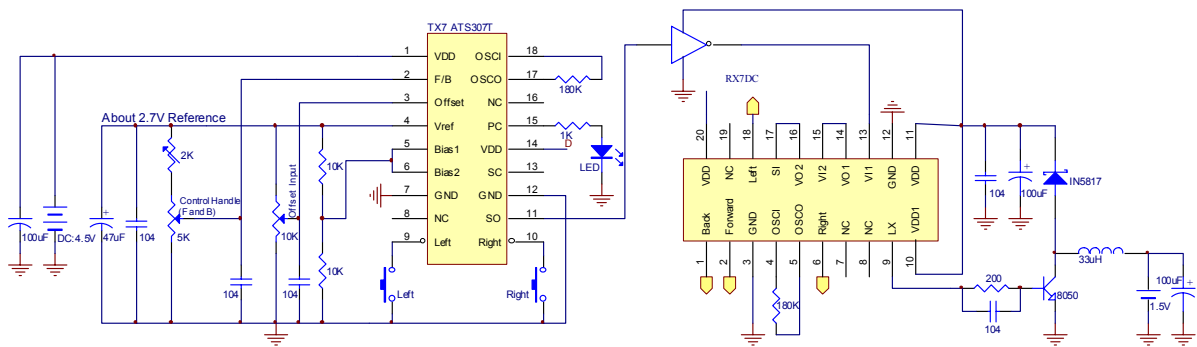 TX7 ATS307T
1 VDD OSCI 18
2 F/B OSCO 17
180K
3 Offset NC 16
About 2.7V Reference
4 Vref PC 15
1K
5 Bias1 VDD 14
D
6 Bias2 SC 13
LED
7 GND GND 12
8 NC SO 11
9 Left Right 10
2K
10K
Control Handle
(F and B)
Offset Input
100uF
DC:4.5V
47uF
104
5K
10K
104
104
10K
Left
Right
RX7DC
20 19 18 17 16 15 14 13 12 11
VDD NC Left SI VO2 VI2 VO1 VI1 GND VDD
Back Forward GND OSCI OSCO Right NC NC LX VDD1
1 2 3 4 5 6 7 8 9 10
180K
104
100uF
IN5817
33uH
200
104
8050
1.5V
100uF